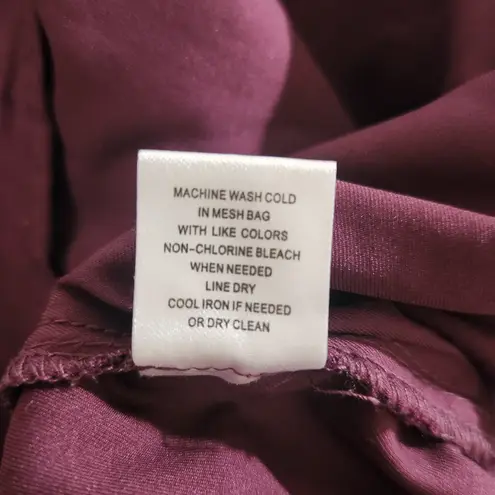 MACHINE WASH COLD
IN MESH BAG
WITH LIKE COLORS
NON-CHLORINE BLEACH
WHEN NEEDED
LINE DRY
COOL IRON IF NEEDED
OR DRY CLEAN